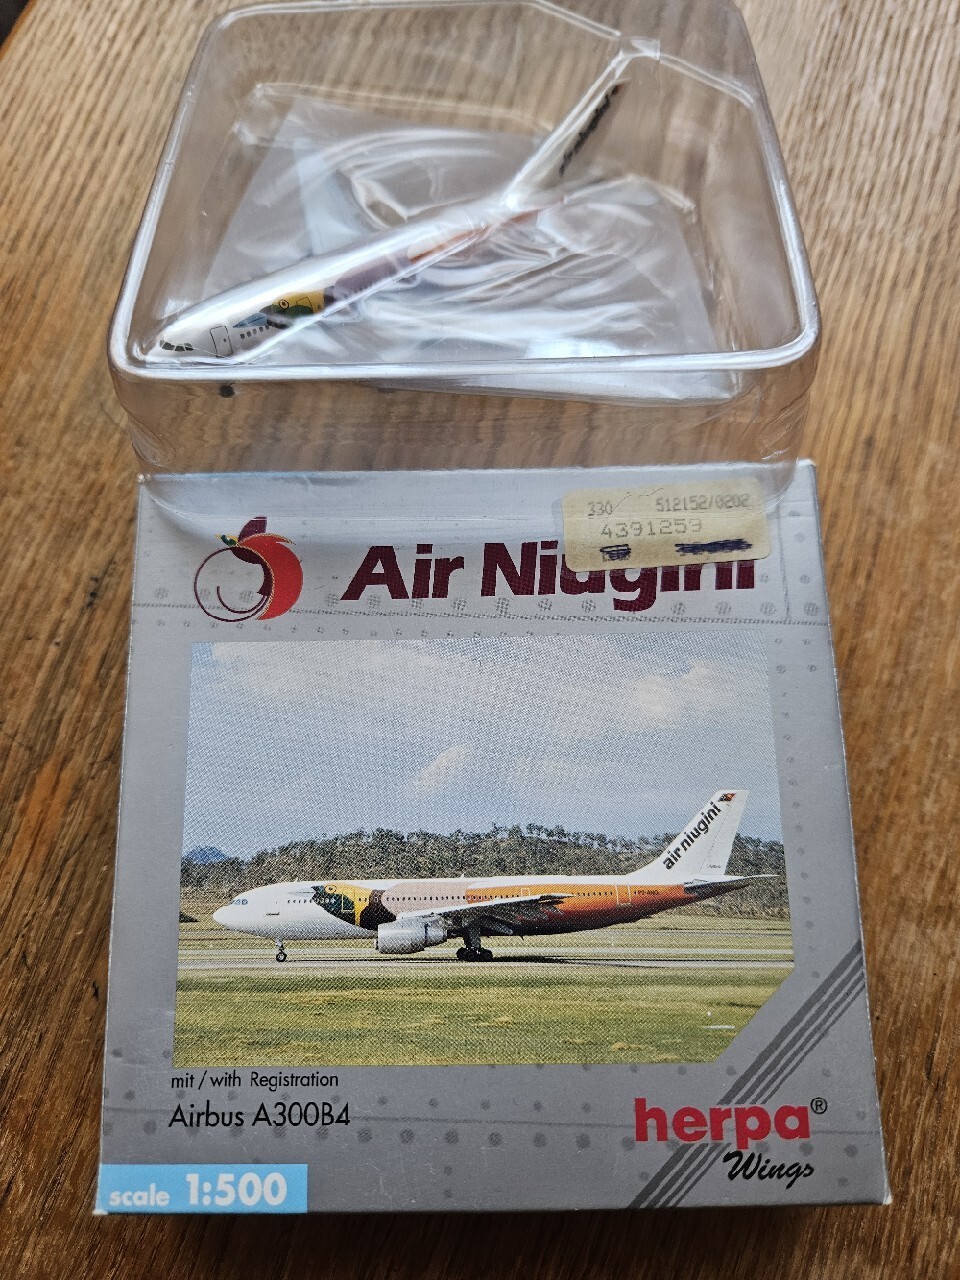 330 512152/0202
4391259
Air Niugini
air niugini
mit / with Registration
Airbus A300B4
herpa®
Wings
scale 1:500